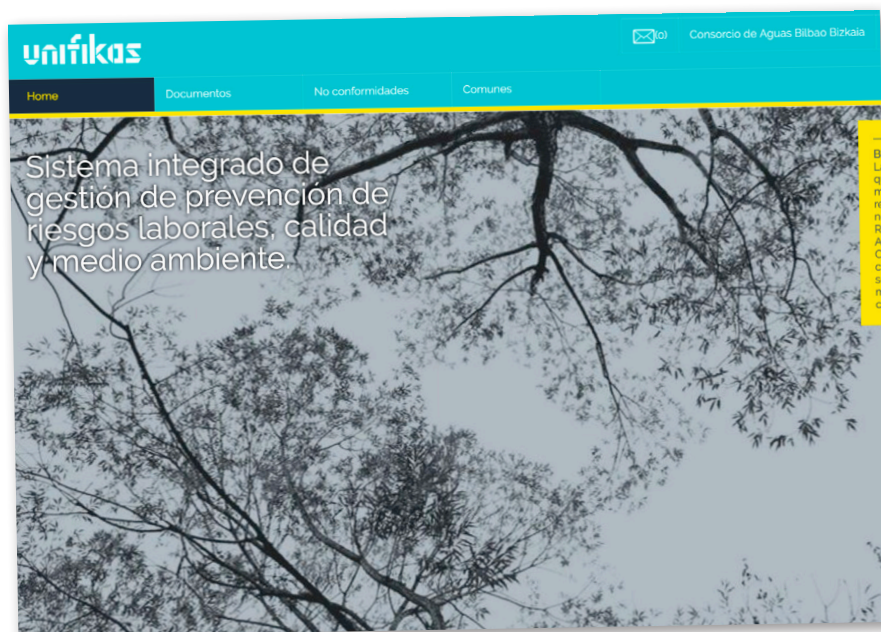 unifikas
(0)
Consorcio de Aguas Bilbao Bizkaia
Home
Documentos
No conformidades
Comunes
Sistema integrado de
gestión de prevención de
riesgos laborales, calidad
y medio ambiente.